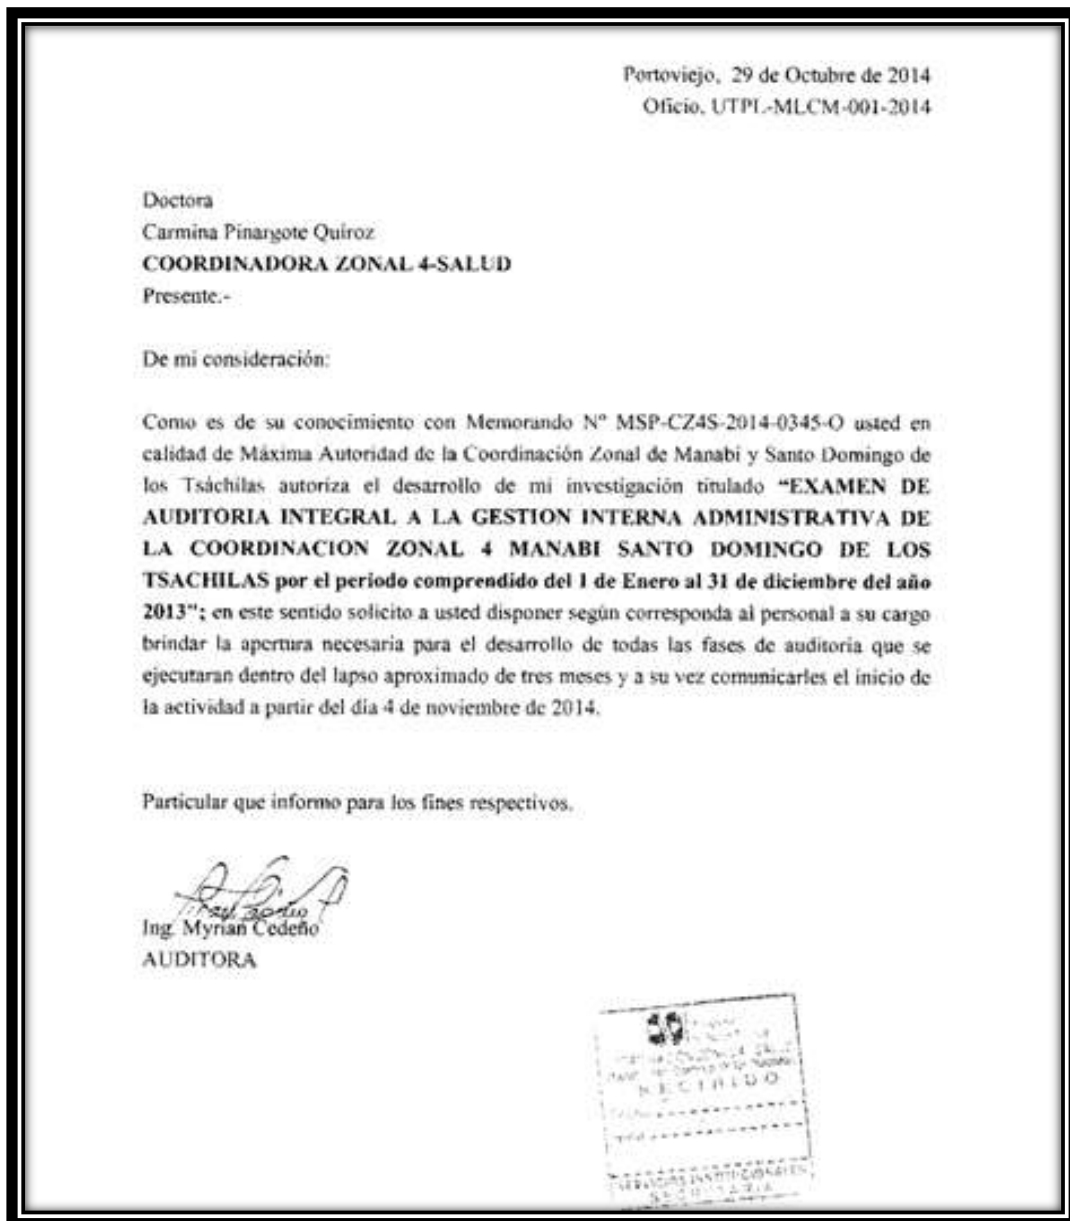 Portoviejo, 29 de Octubre de 2014
Oficio, UTPL-MLCM-001-2014
Doctora
Carmina Pinargote Quiroz
COORDINADORA ZONAL 4-SALUD
Presente.-
De mi consideración:
Como es de su conocimiento con Memorando Nº MSP-CZ4S-2014-0345-O usted en
calidad de Máxima Autoridad de la Coordinación Zonal de Manabi y Santo Domingo de
los Tsáchilas autoriza el desarrollo de mi investigación titulado “EXAMEN DE
AUDITORIA INTEGRAL A LA GESTION INTERNA ADMINISTRATIVA DE
LA COORDINACION ZONAL 4 MANABI SANTO DOMINGO DE LOS
TSACHILAS por el periodo comprendido del 1 de Enero al 31 de diciembre del año
2013”; en este sentido solicito a usted disponer según corresponda al personal a su cargo
brindar la apertura necesaria para el desarrollo de todas las fases de auditoria que se
ejecutaran dentro del lapso aproximado de tres meses y a su vez comunicarles el inicio de
la actividad a partir del día 4 de noviembre de 2014.
Particular que informo para los fines respectivos.
Ing. Myrian Cedeño
AUDITORA
RECIBIDO
SERVICIOS INSTITUCIONALES
SECRETARIA